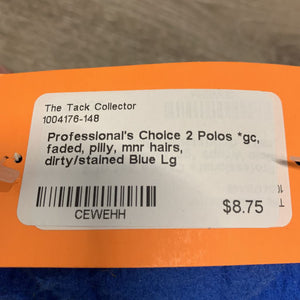 The Tack Collector
1004176-148
Professional's Choice 2 Polos *gc,
faded, pilly, mnr hairs,
dirty/stained Blue Lg
CEWEHH
$8.75